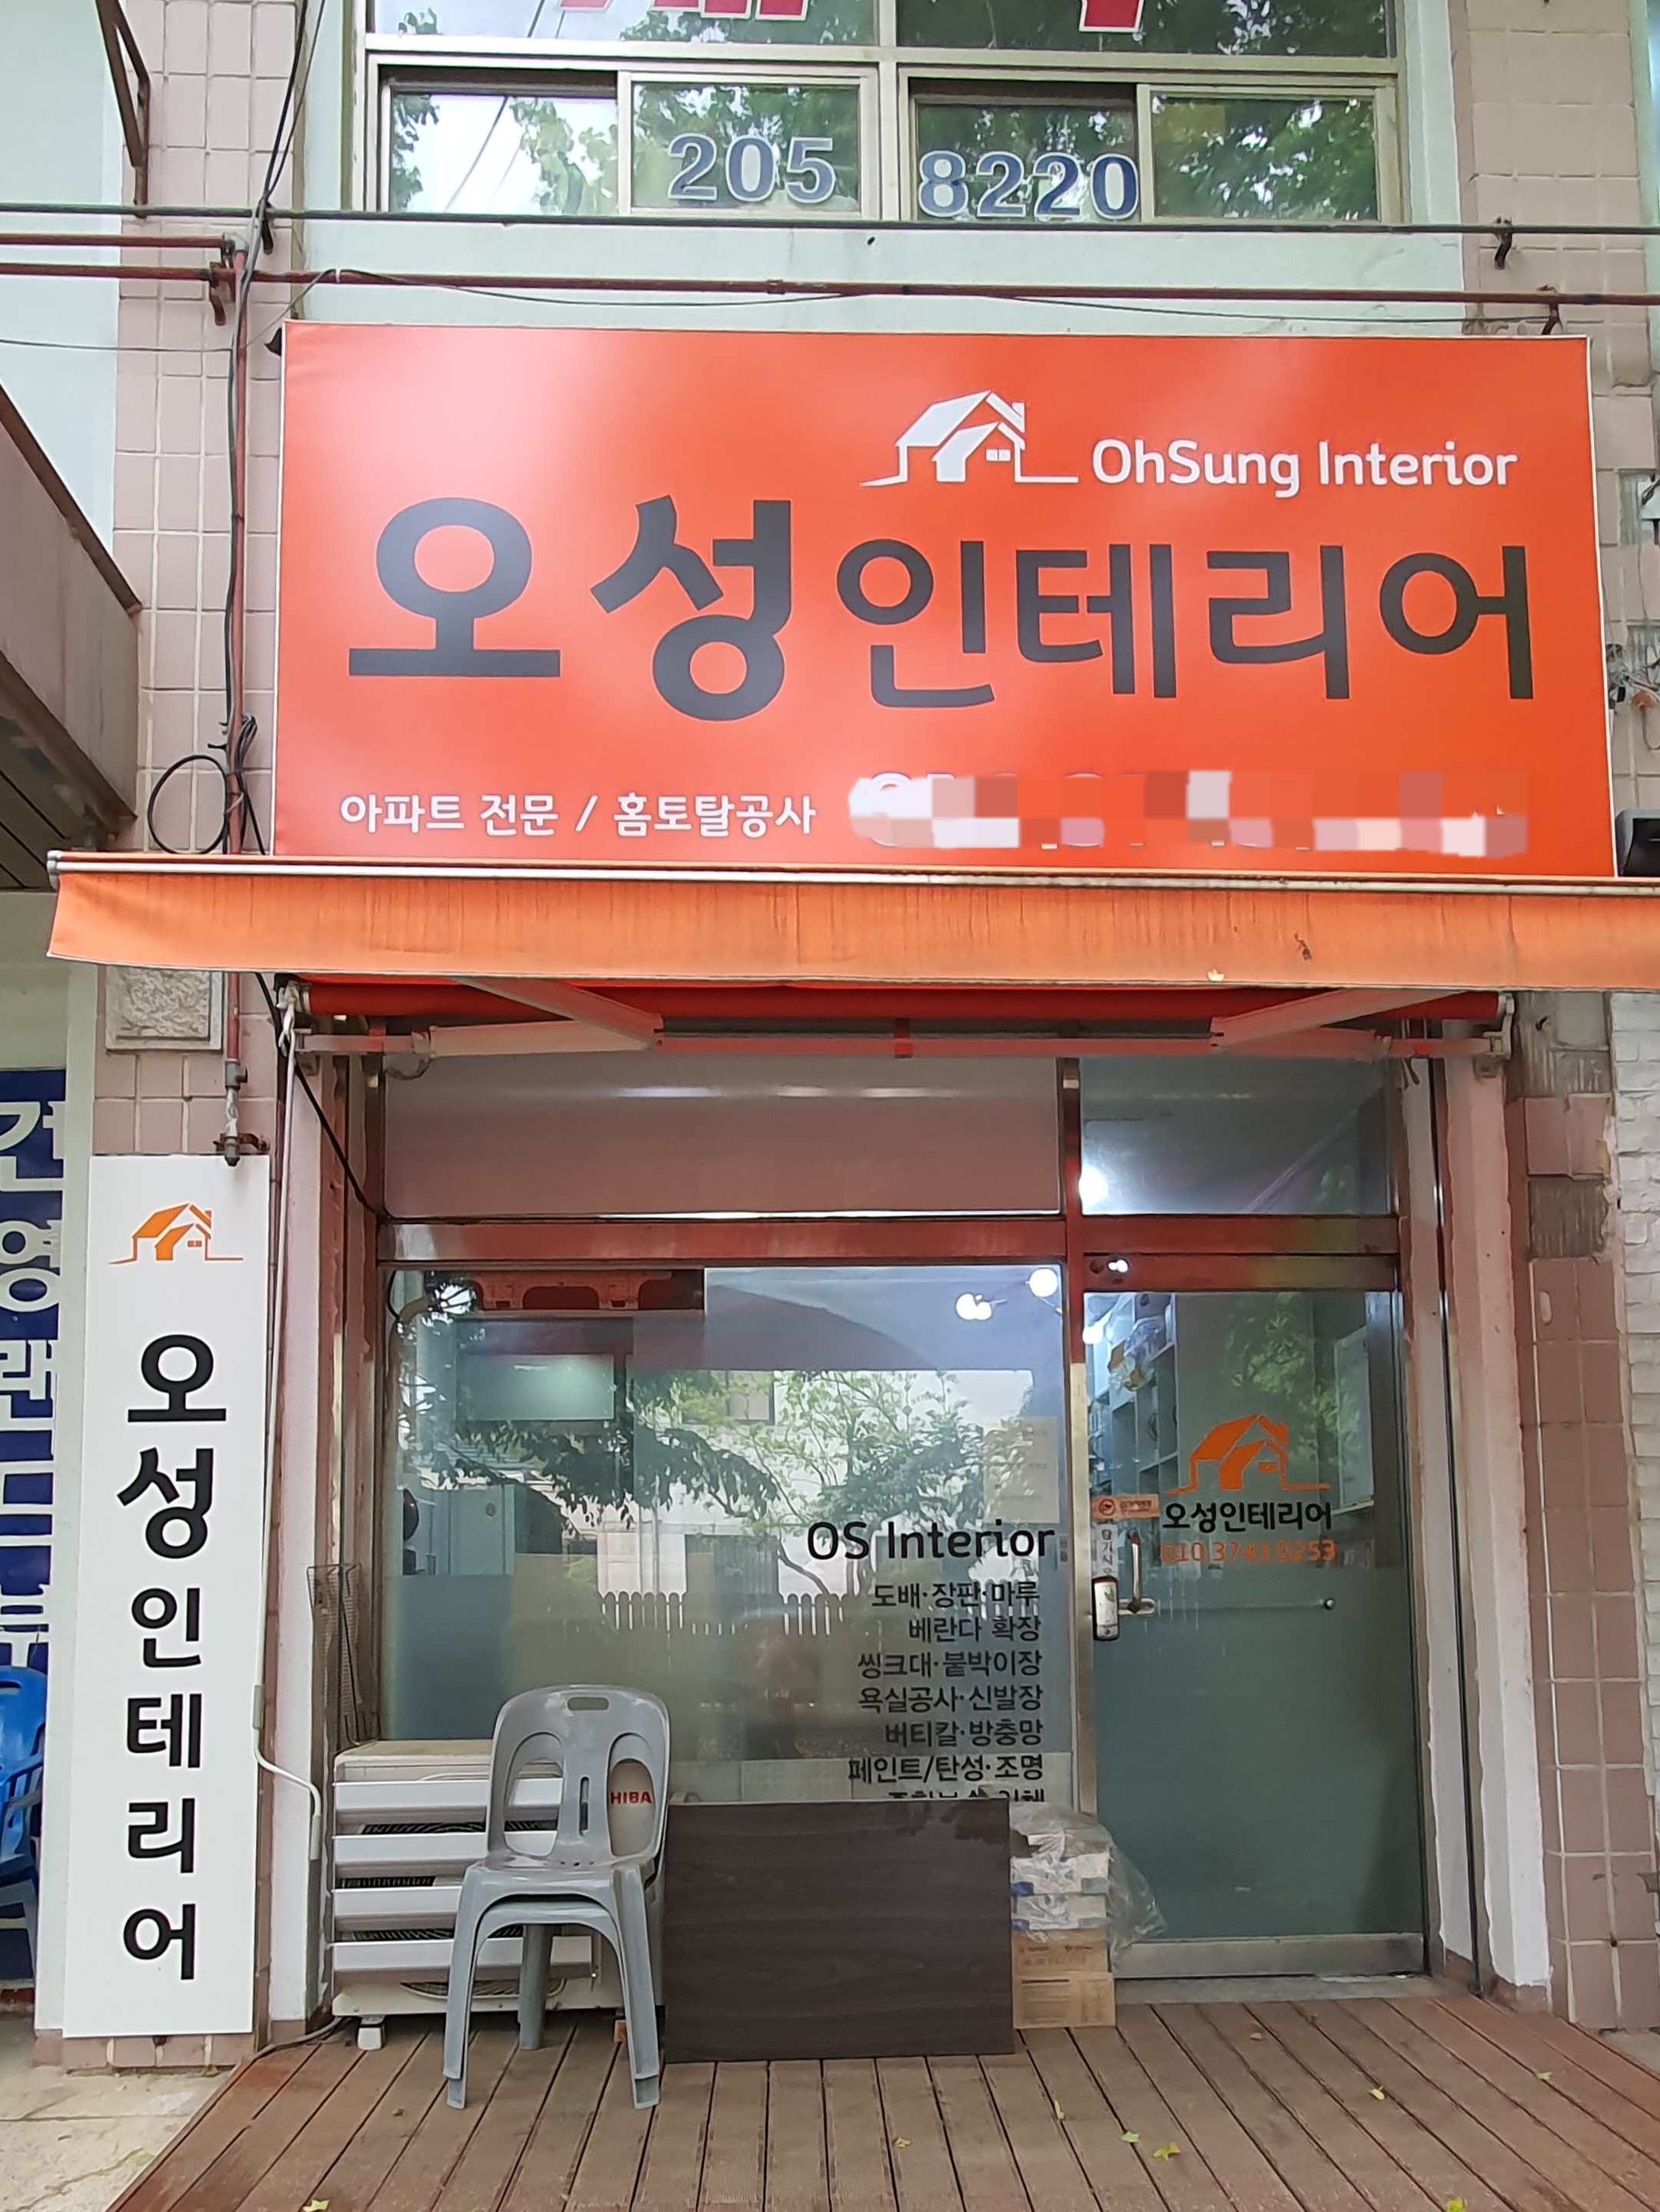 205 8220
OhSung Interior
오성인테리어
아파트 전문 / 홈토탈공사
오성인테리어
OS Interior
도배·장판·마루
베란다 확장
씽크대·붙박이장
욕실공사·신발장
버티칼·방충망
페인트/탄성·조명
오성인테리어
010.3743.0253
HIBA